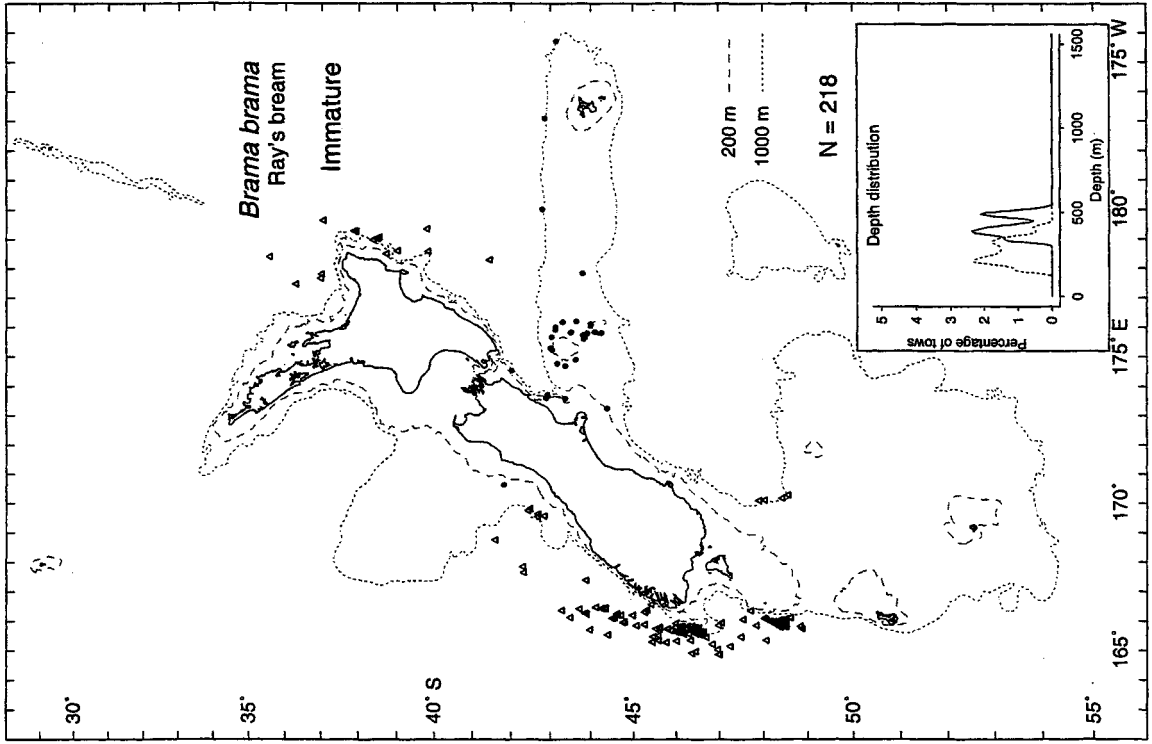 Brama brama
Ray's bream
Immature
200 m
1000 m
N = 218
30°
35°
40° S
45°
50°
55°
165°
170°
175° E
180°
175° W
Depth distribution
Percentage of tows
5
4
3
2
1
0
0
500
1000
1500
Depth (m)